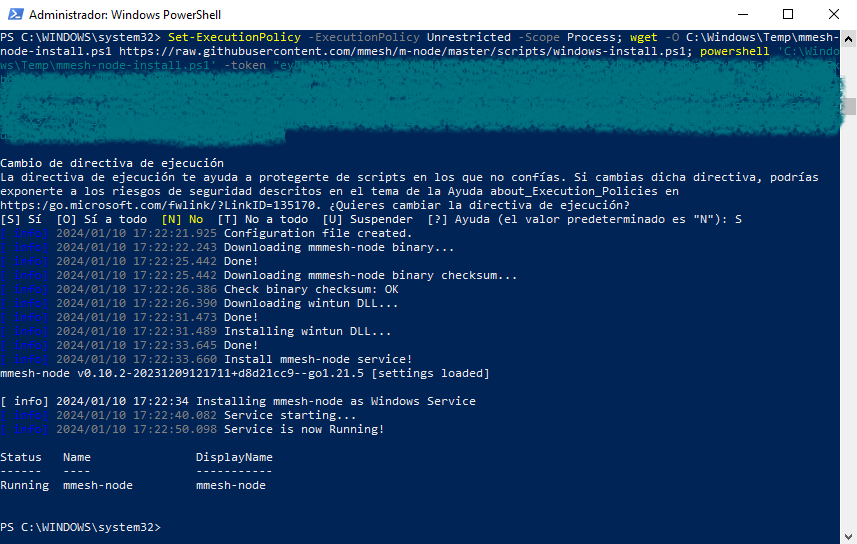 Administrador: Windows PowerShell
PS C:\WINDOWS\system32> Set-ExecutionPolicy -ExecutionPolicy Unrestricted -Scope Process; wget -O C:\Windows\Temp\mmesh-
node-install.ps1 https://raw.githubusercontent.com/mmesh/m-node/master/scripts/windows-install.ps1; powershell 'C:\Windo
ws\Temp\mmesh-node-install.ps1' -token "ey
Cambio de directiva de ejecución
La directiva de ejecución te ayuda a protegerte de scripts en los que no confías. Si cambias dicha directiva, podrías
exponerte a los riesgos de seguridad descritos en el tema de la Ayuda about_Execution_Policies en
https:/go.microsoft.com/fwlink/?LinkID=135170. ¿Quieres cambiar la directiva de ejecución?
[S] Sí  [O] Sí a todo  [N] No  [T] No a todo  [U] Suspender  [?] Ayuda (el valor predeterminado es "N"): S
[ info] 2024/01/10 17:22:21.925 Configuration file created.
[ info] 2024/01/10 17:22:22.243 Downloading mmmesh-node binary...
[ info] 2024/01/10 17:22:25.442 Done!
[ info] 2024/01/10 17:22:25.442 Downloading mmmesh-node binary checksum...
[ info] 2024/01/10 17:22:26.386 Check binary checksum: OK
[ info] 2024/01/10 17:22:26.390 Downloading wintun DLL...
[ info] 2024/01/10 17:22:31.473 Done!
[ info] 2024/01/10 17:22:31.489 Installing wintun DLL...
[ info] 2024/01/10 17:22:33.645 Done!
[ info] 2024/01/10 17:22:33.660 Install mmesh-node service!
mmesh-node v0.10.2-20231209121711+d8d21cc9--go1.21.5 [settings loaded]
[ info] 2024/01/10 17:22:34 Installing mmesh-node as Windows Service
[ info] 2024/01/10 17:22:40.082 Service starting...
[ info] 2024/01/10 17:22:50.098 Service is now Running!
Status   Name               DisplayName
------   ----               -----------
Running  mmesh-node         mmesh-node
PS C:\WINDOWS\system32>